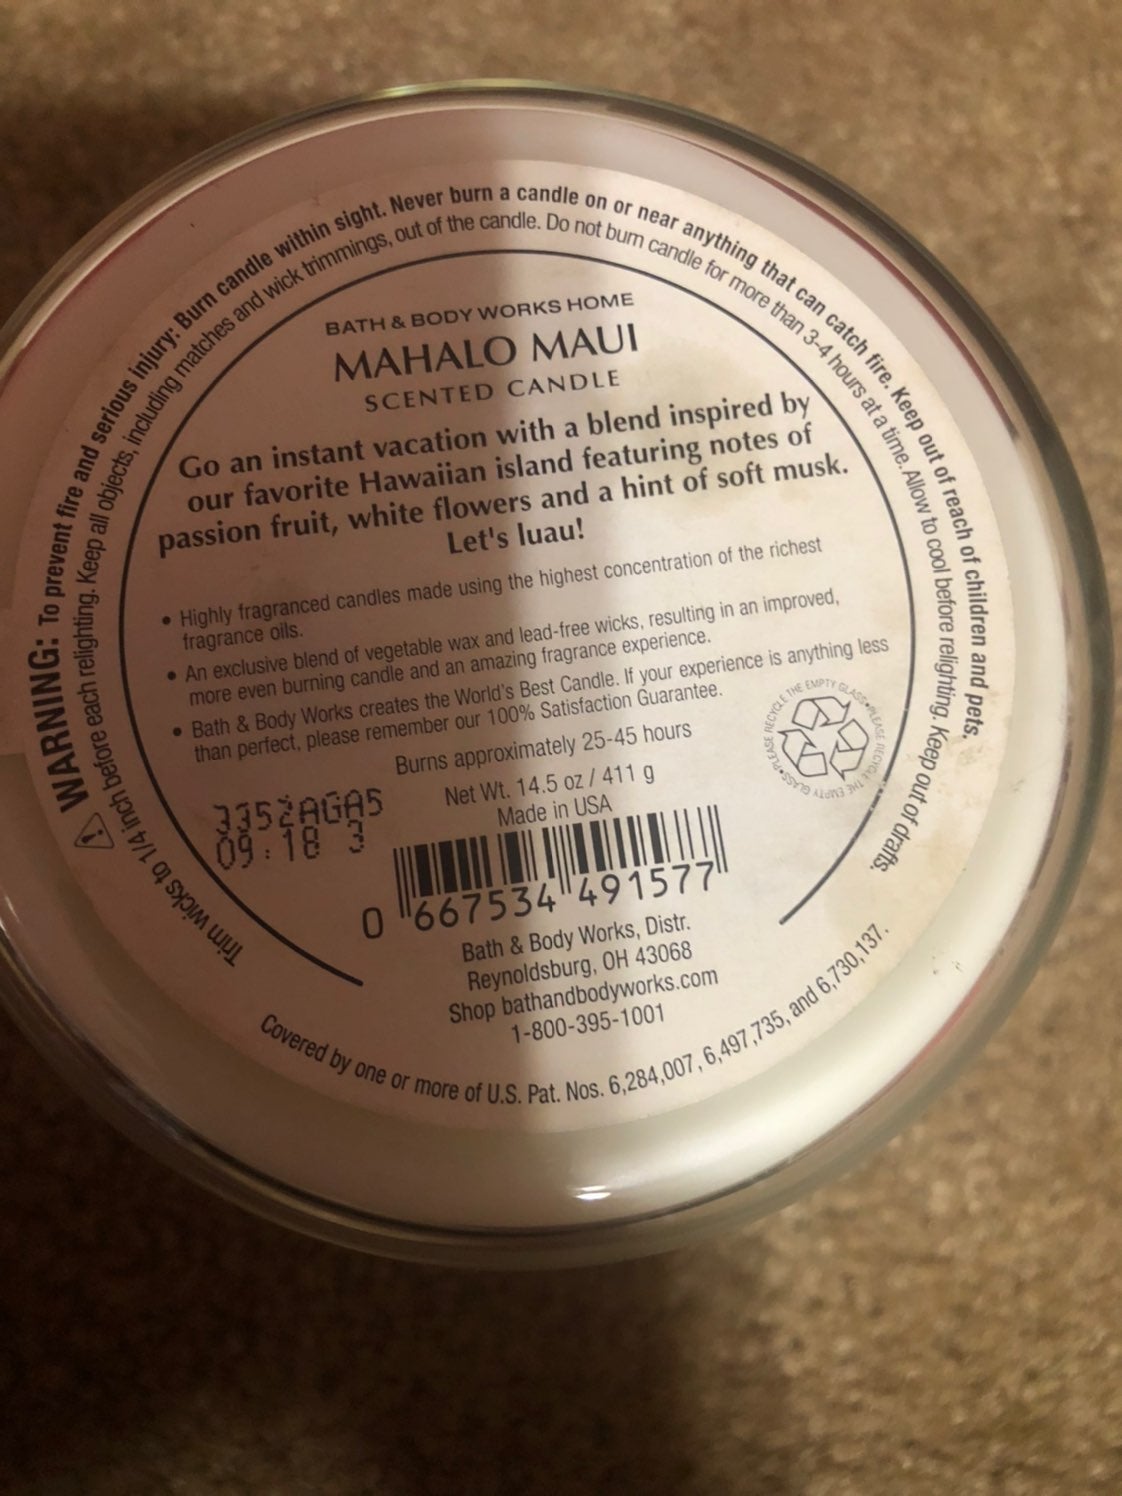 WARNING: To prevent fire and serious injury: Burn candle within sight. Never burn a candle on or near anything that can catch fire. Keep out of reach of children and pets.
Trim wicks to 1/4 inch before each relighting. Keep all objects, including matches and wick trimmings, out of the candle. Do not burn candle for more than 3-4 hours at a time. Allow to cool before relighting. Keep out of drafts.
BATH & BODY WORKS HOME
MAHALO MAUI
SCENTED CANDLE
Go an instant vacation with a blend inspired by
our favorite Hawaiian island featuring notes of
passion fruit, white flowers and a hint of soft musk.
Let's luau!
• Highly fragranced candles made using the highest concentration of the richest
fragrance oils.
• An exclusive blend of vegetable wax and lead-free wicks, resulting in an improved,
more even burning candle and an amazing fragrance experience.
• Bath & Body Works creates the World's Best Candle. If your experience is anything less
than perfect, please remember our 100% Satisfaction Guarantee.
Burns approximately 25-45 hours
Net Wt. 14.5 oz / 411 g
Made in USA
PLEASE RECYCLE THE EMPTY GLASS•PLEASE RECYCLE THE EMPTY GLASS•
3352AGA5
09:18 3
0 667534 491577
Bath & Body Works, Distr.
Reynoldsburg, OH 43068
Shop bathandbodyworks.com
1-800-395-1001
Covered by one or more of U.S. Pat. Nos. 6,284,007, 6,497,735, and 6,730,137.